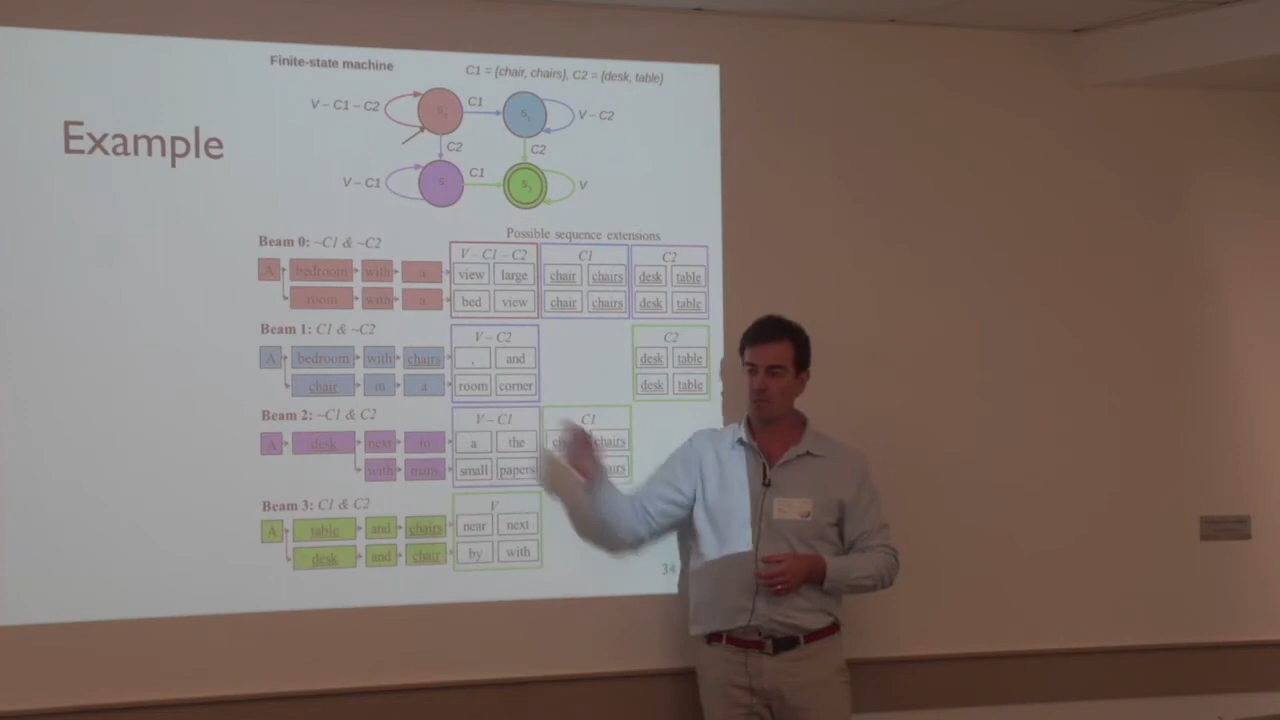 Finite-state machine
C1 = {chair, chairs}, C2 = {desk, table}
Example
V – C1 – C2
C1
V – C2
C2
C2
V – C1
C1
V
Possible sequence extensions
Beam 0: ~C1 & ~C2
V – C1 – C2
C1
C2
A bedroom with a view large chair chairs desk table
room with a bed view chair chairs desk table
Beam 1: C1 & ~C2
V – C2
C2
A bedroom with chairs , and desk table
chair in a room corner desk table
Beam 2: ~C1 & C2
V – C1
C1
A desk next to a the chairs
with many small papers
Beam 3: C1 & C2
V
A table and chairs near next
desk and chair by with
34